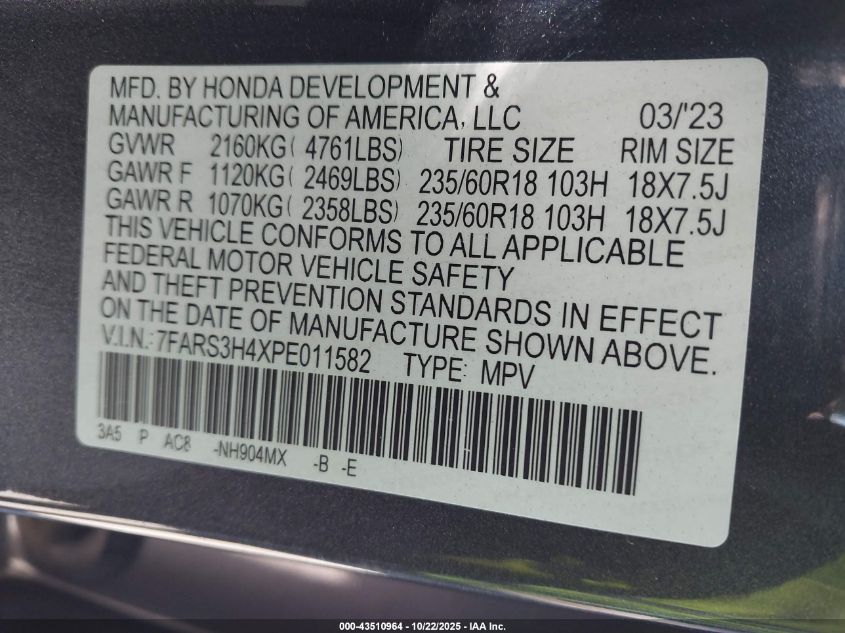 MFD. BY HONDA DEVELOPMENT &
MANUFACTURING OF AMERICA, LLC 03/'23
GVWR 2160KG( 4761LBS) TIRE SIZE RIM SIZE
GAWR F 1120KG( 2469LBS) 235/60R18 103H 18X7.5J
GAWR R 1070KG( 2358LBS) 235/60R18 103H 18X7.5J
THIS VEHICLE CONFORMS TO ALL APPLICABLE
FEDERAL MOTOR VEHICLE SAFETY
AND THEFT PREVENTION STANDARDS IN EFFECT
ON THE DATE OF MANUFACTURE SHOWN ABOVE.
V.I.N.: 7FARS3H4XPE011582 TYPE: MPV
3A5 P AC8 -NH904MX -B -E
000-43510964 - 10/22/2025 - IAA Inc.